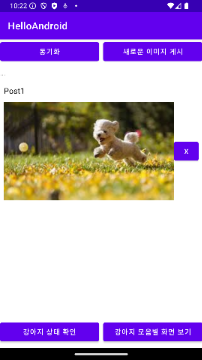 10:22
HelloAndroid
동기화
새로운 이미지 게시
Post1
X
강아지 상태 확인
강아지 모음벨 화면 보기